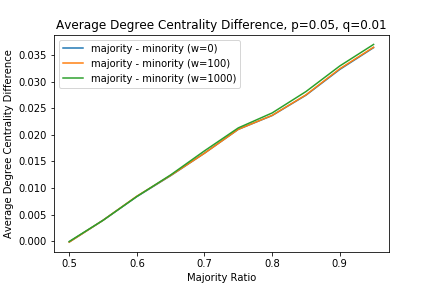 Average Degree Centrality Difference, p=0.05, q=0.01
majority - minority (w=0)
majority - minority (w=100)
majority - minority (w=1000)
Average Degree Centrality Difference
0.035
0.030
0.025
0.020
0.015
0.010
0.005
0.000
0.5 0.6 0.7 0.8 0.9
Majority Ratio